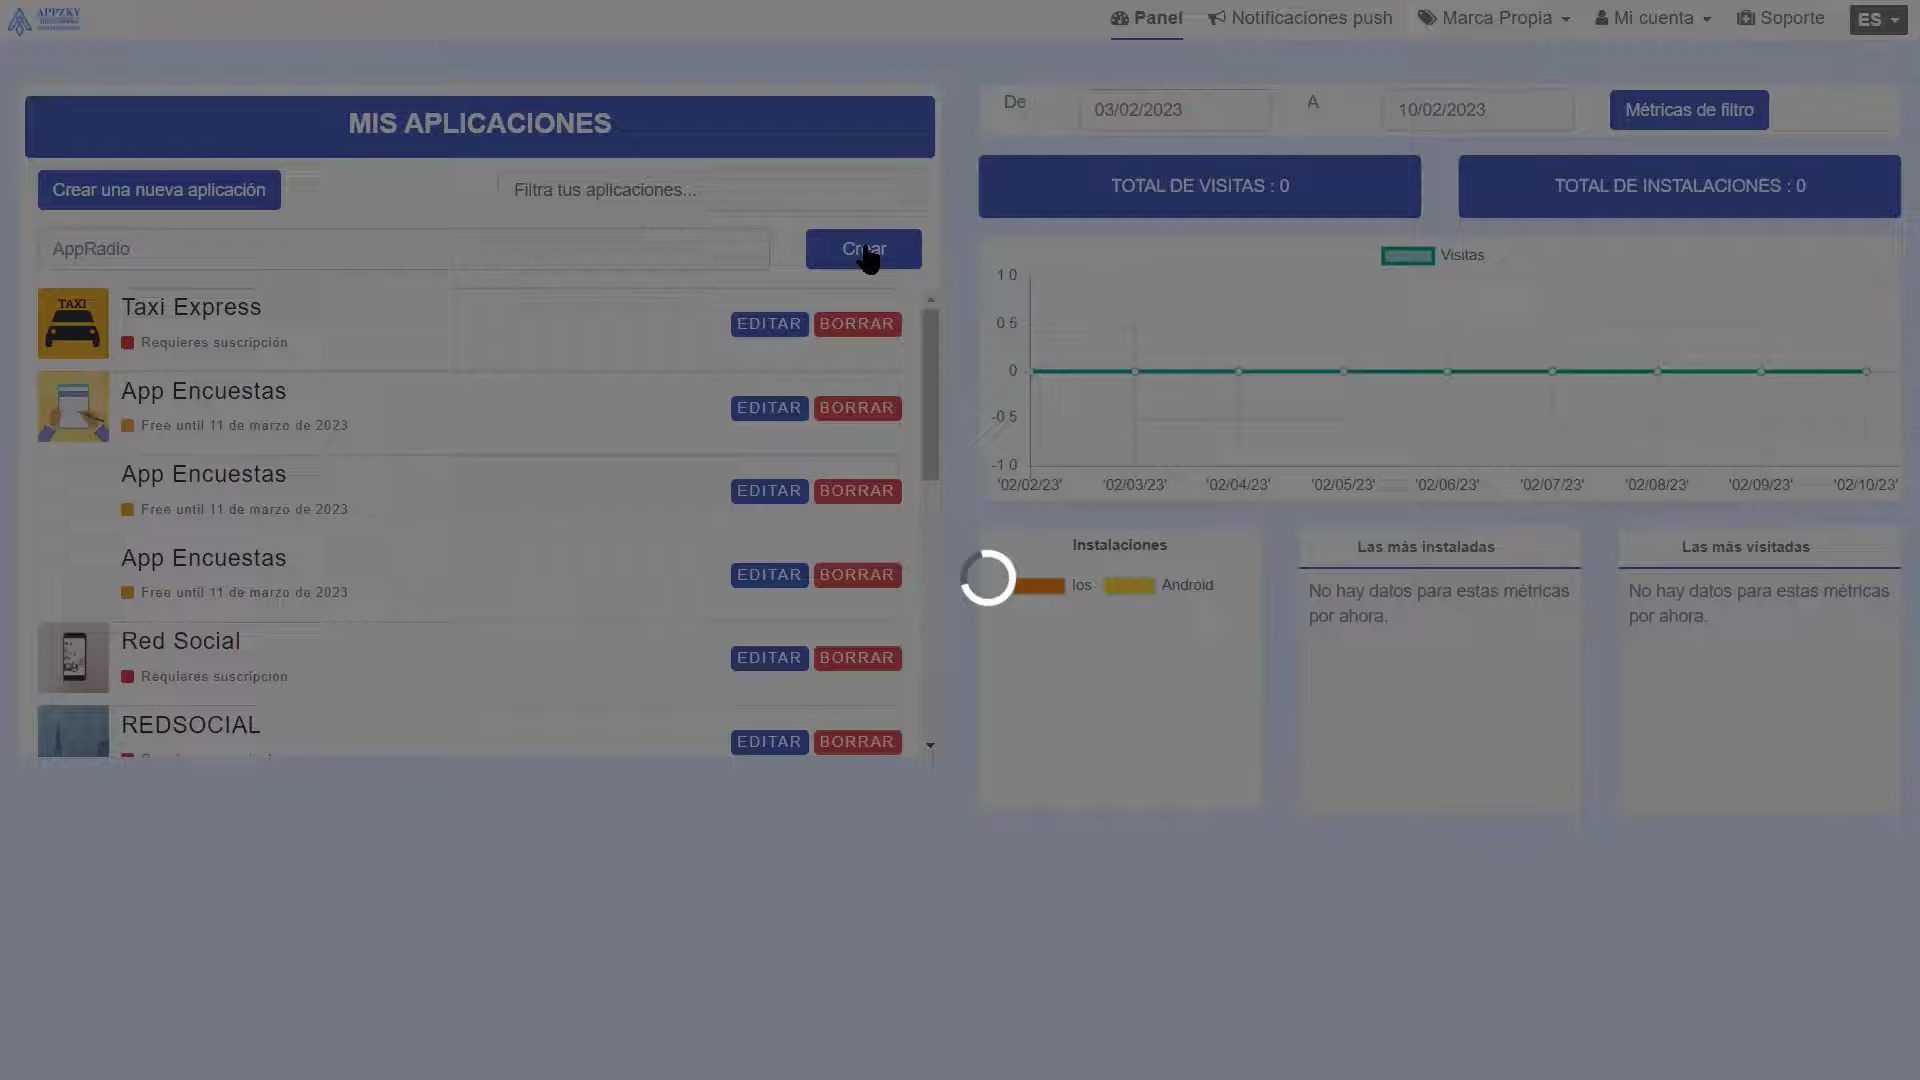 APPZKY
Panel
Notificaciones push
Marca Propia
Mi cuenta
Soporte
ES
MIS APLICACIONES
Crear una nueva aplicación
Filtra tus aplicaciones...
AppRadio
Crear
TAXI
Taxi Express
Requieres suscripción
EDITAR BORRAR
App Encuestas
Free until 11 de marzo de 2023
EDITAR BORRAR
App Encuestas
Free until 11 de marzo de 2023
EDITAR BORRAR
App Encuestas
Free until 11 de marzo de 2023
EDITAR BORRAR
Red Social
Requieres suscripción
EDITAR BORRAR
REDSOCIAL
EDITAR BORRAR
De
03/02/2023
A
10/02/2023
Métricas de filtro
TOTAL DE VISITAS : 0
TOTAL DE INSTALACIONES : 0
Visitas
1.0
0.5
0
-0.5
-1.0
'02/02/23' '02/03/23' '02/04/23' '02/05/23' '02/06/23' '02/07/23' '02/08/23' '02/09/23' '02/10/23'
Instalaciones
Ios
Android
Las más instaladas
No hay datos para estas métricas
por ahora.
Las más visitadas
No hay datos para estas métricas
por ahora.